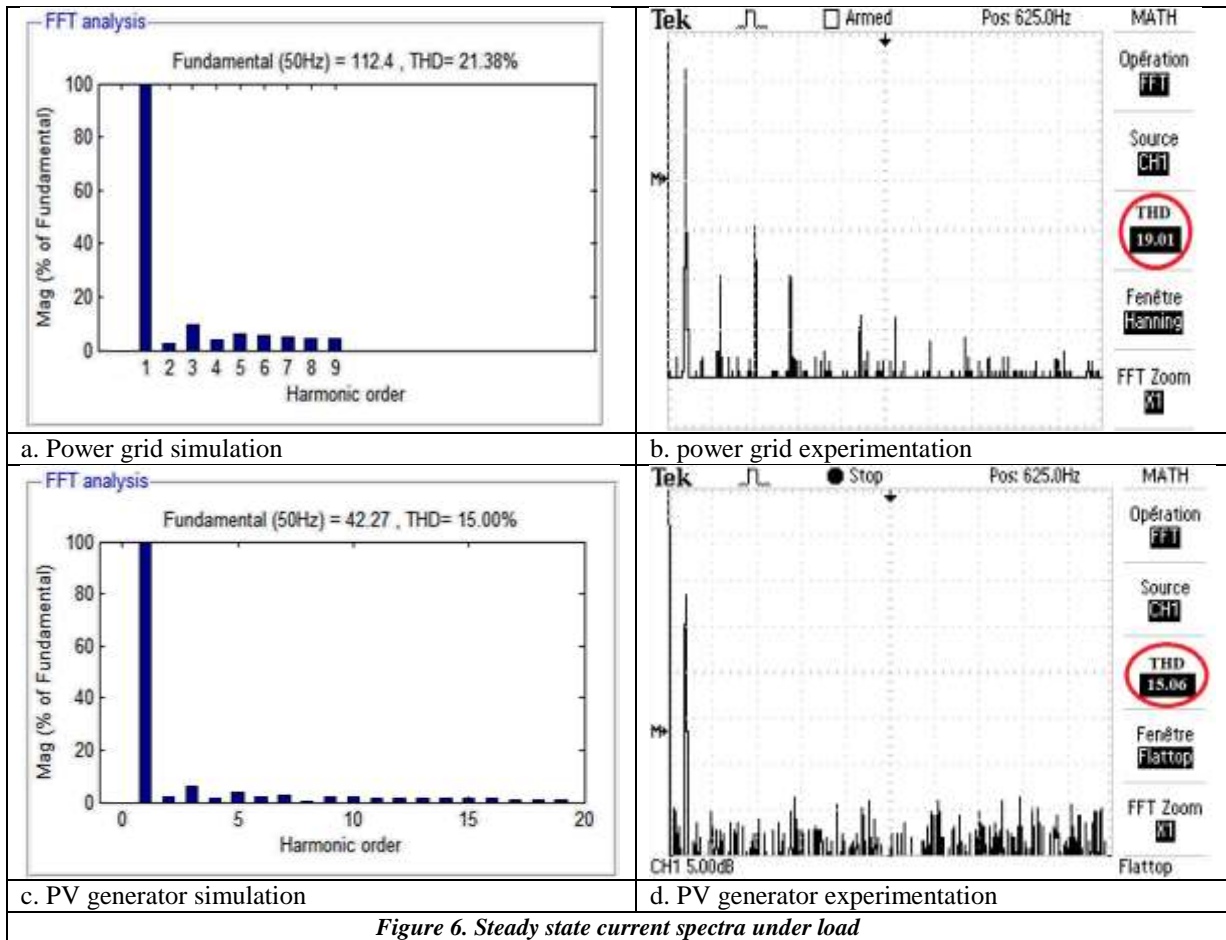 FFT analysis
Fundamental (50Hz) = 112.4 , THD= 21.38%
Mag (% of Fundamental)
100
80
60
40
20
0
1 2 3 4 5 6 7 8 9
Harmonic order
Tek Armed Pos: 625.0Hz MATH
Opération
FFT
Source
CH1
THD
19.01
Fenêtre
Hanning
FFT Zoom
X1
M
a. Power grid simulation
b. power grid experimentation
FFT analysis
Fundamental (50Hz) = 42.27 , THD= 15.00%
Mag (% of Fundamental)
100
80
60
40
20
0
0 5 10 15 20
Harmonic order
Tek Stop Pos: 625.0Hz MATH
Opération
FFT
Source
CH1
THD
15.06
Fenêtre
Flattop
FFT Zoom
X1
M
CH1 5.00dB Flattop
c. PV generator simulation
d. PV generator experimentation
Figure 6. Steady state current spectra under load